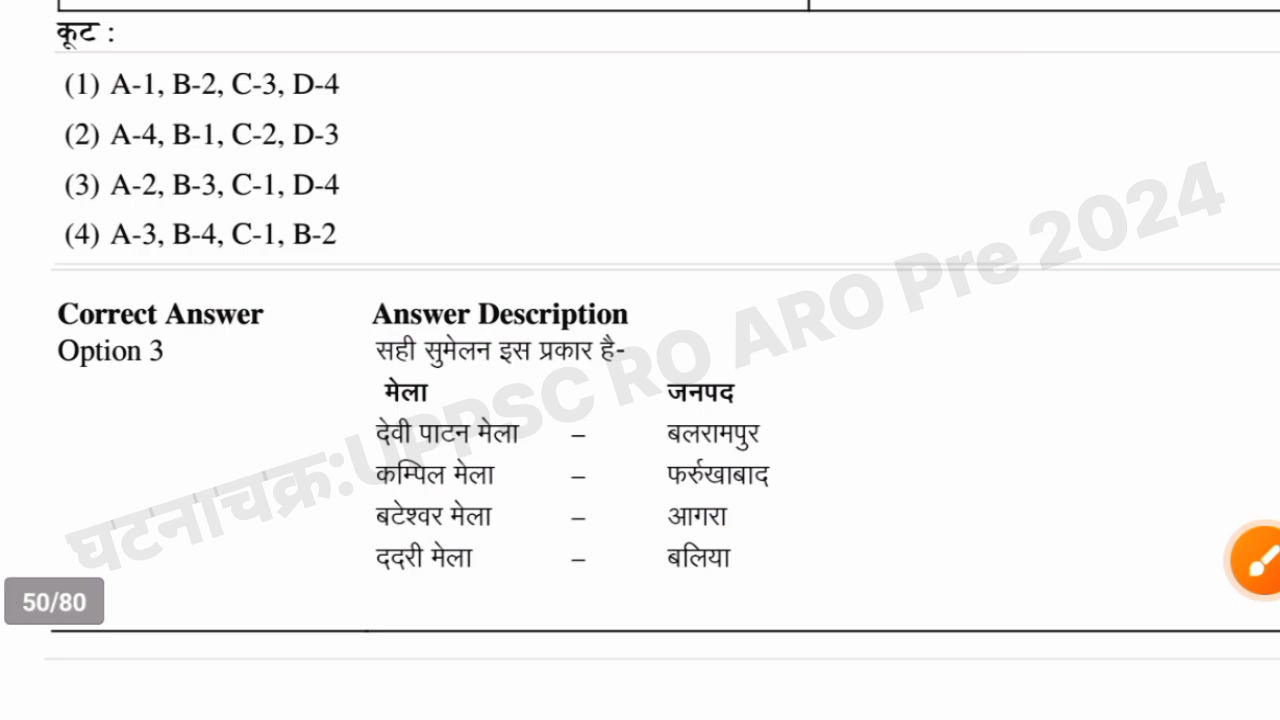 कूट :
(1) A-1, B-2, C-3, D-4
(2) A-4, B-1, C-2, D-3
(3) A-2, B-3, C-1, D-4
(4) A-3, B-4, C-1, B-2
Correct Answer Answer Description
Option 3 सही सुमेलन इस प्रकार है-
मेला जनपद
देवी पाटन मेला – बलरामपुर
कम्पिल मेला – फर्रुखाबाद
बटेश्वर मेला – आगरा
ददरी मेला – बलिया
घटनाचक्र:UPPSC RO ARO Pre 2024
50/80